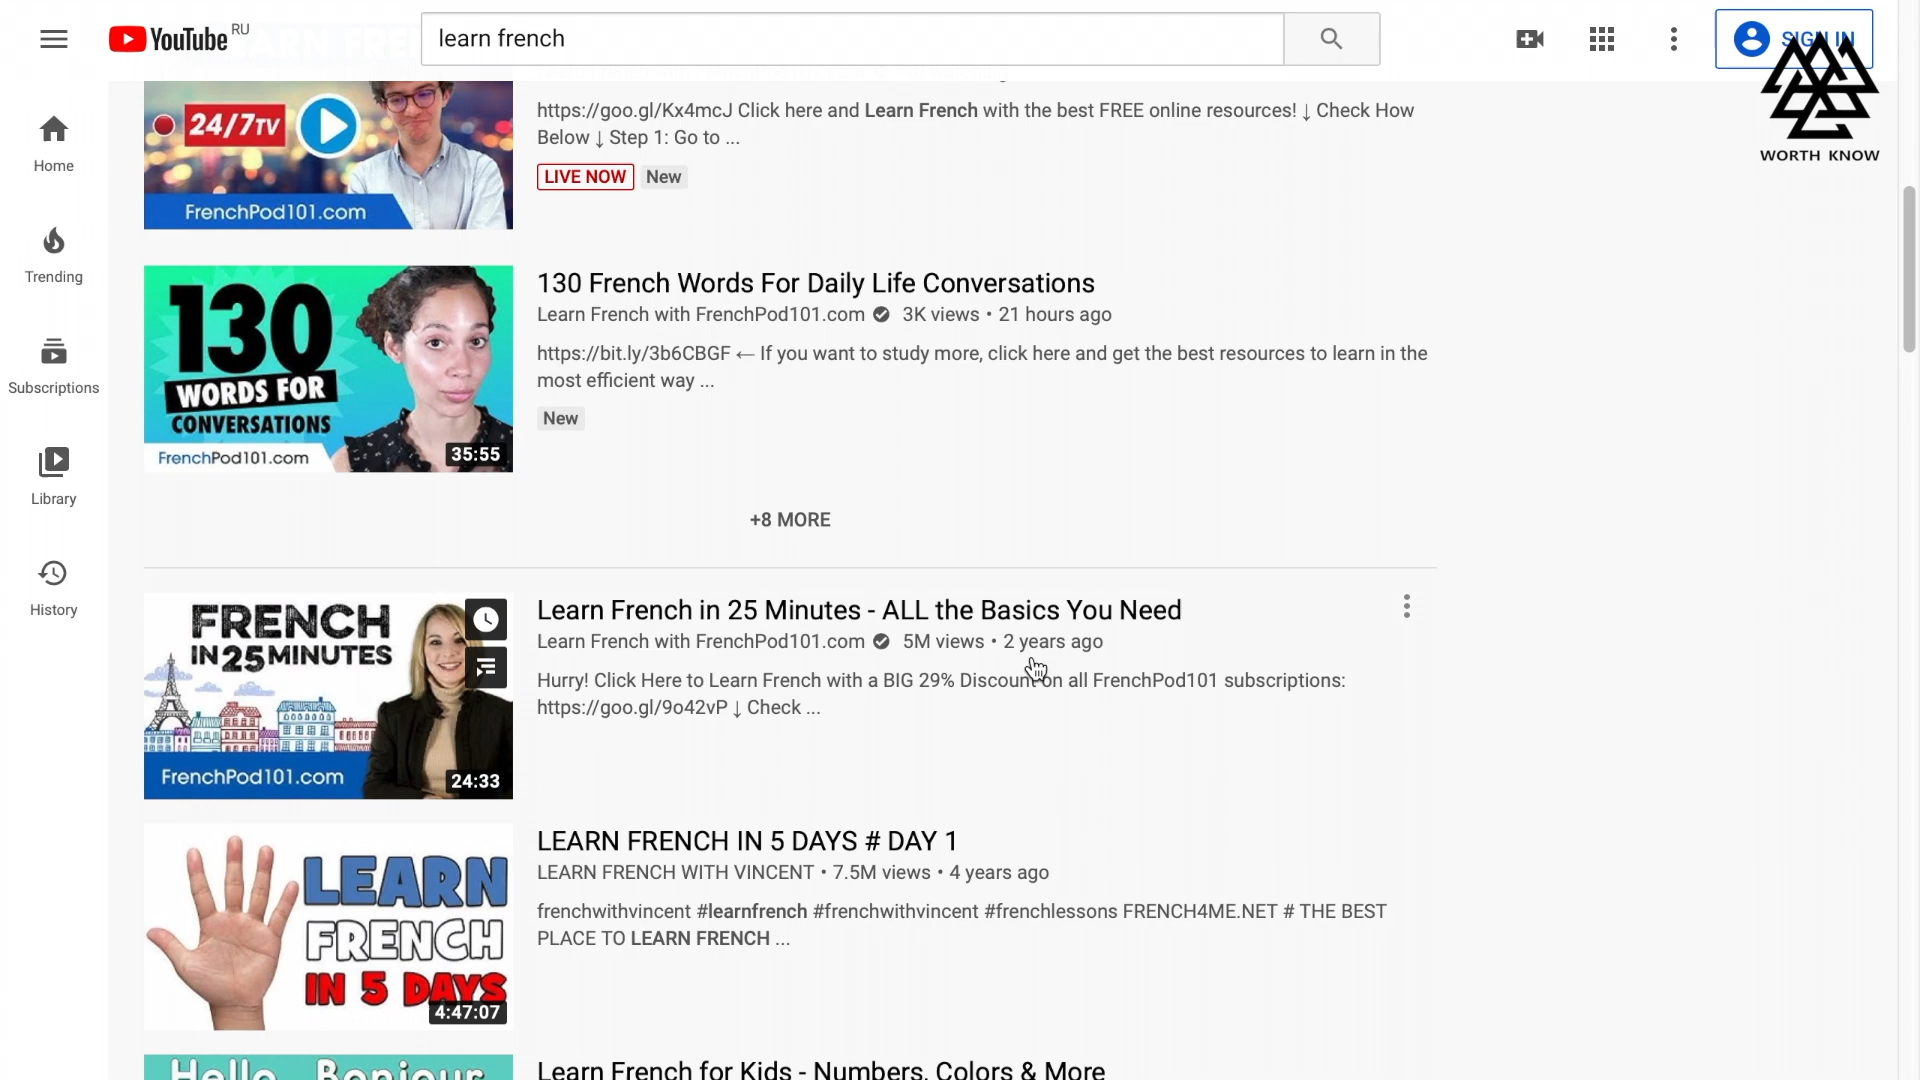 YouTube RU
learn french
SIGN IN
WORTH KNOW
Home
Trending
Subscriptions
Library
History
24/7 TV
FrenchPod101.com
https://goo.gl/Kx4mcJ Click here and Learn French with the best FREE online resources! ↓ Check How
Below ↓ Step 1: Go to ...
LIVE NOW New
130
WORDS FOR
CONVERSATIONS
FrenchPod101.com
35:55
130 French Words For Daily Life Conversations
Learn French with FrenchPod101.com 3K views • 21 hours ago
https://bit.ly/3b6CBGF ← If you want to study more, click here and get the best resources to learn in the
most efficient way ...
New
+8 MORE
FRENCH
IN 25 MINUTES
FrenchPod101.com
24:33
Learn French in 25 Minutes - ALL the Basics You Need
Learn French with FrenchPod101.com 5M views • 2 years ago
Hurry! Click Here to Learn French with a BIG 29% Discount on all FrenchPod101 subscriptions:
https://goo.gl/9o42vP ↓ Check ...
LEARN
FRENCH
IN 5 DAYS
4:47:07
LEARN FRENCH IN 5 DAYS # DAY 1
LEARN FRENCH WITH VINCENT • 7.5M views • 4 years ago
frenchwithvincent #learnfrench #frenchwithvincent #frenchlessons FRENCH4ME.NET # THE BEST
PLACE TO LEARN FRENCH ...
Hello Bonjour
Learn French for Kids - Numbers, Colors & More